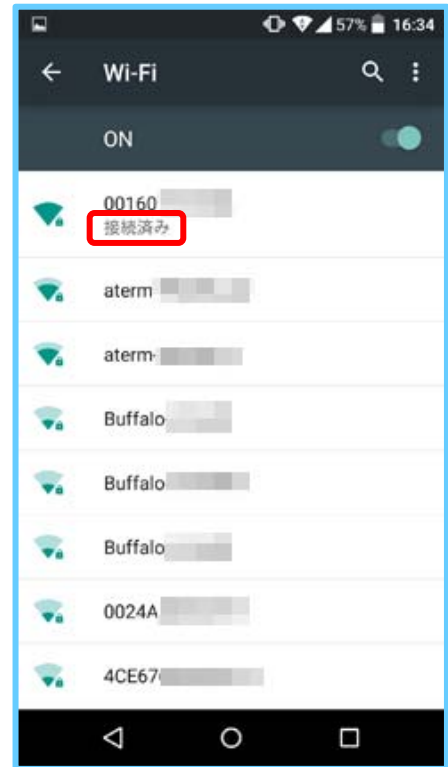 57% 16:34
Wi-Fi
ON
00160
接続済み
aterm
aterm-
Buffalo
Buffalo
Buffalo
0024A
4CE67